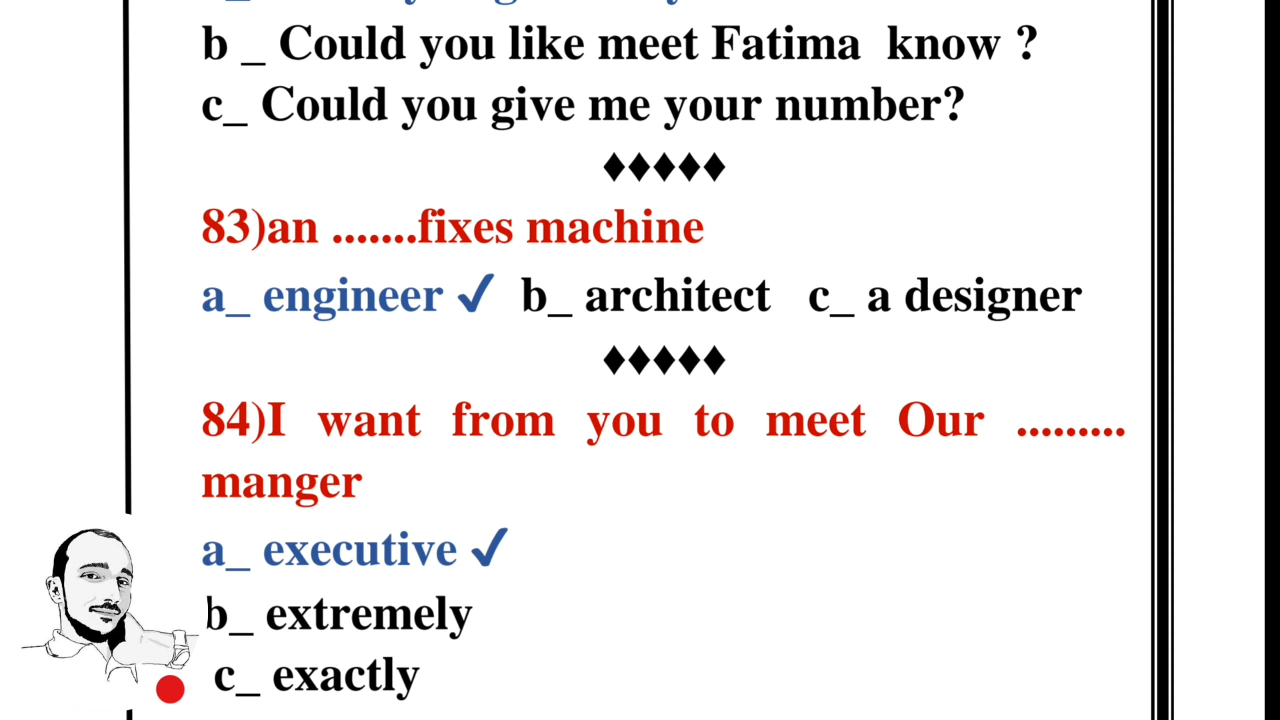 b _ Could you like meet Fatima know ?
c_ Could you give me your number?
♦♦♦♦♦
83)an .......fixes machine
a_ engineer ✓ b_ architect c_ a designer
♦♦♦♦♦
84)I want from you to meet Our .........
manger
a_ executive ✓
b_ extremely
c_ exactly